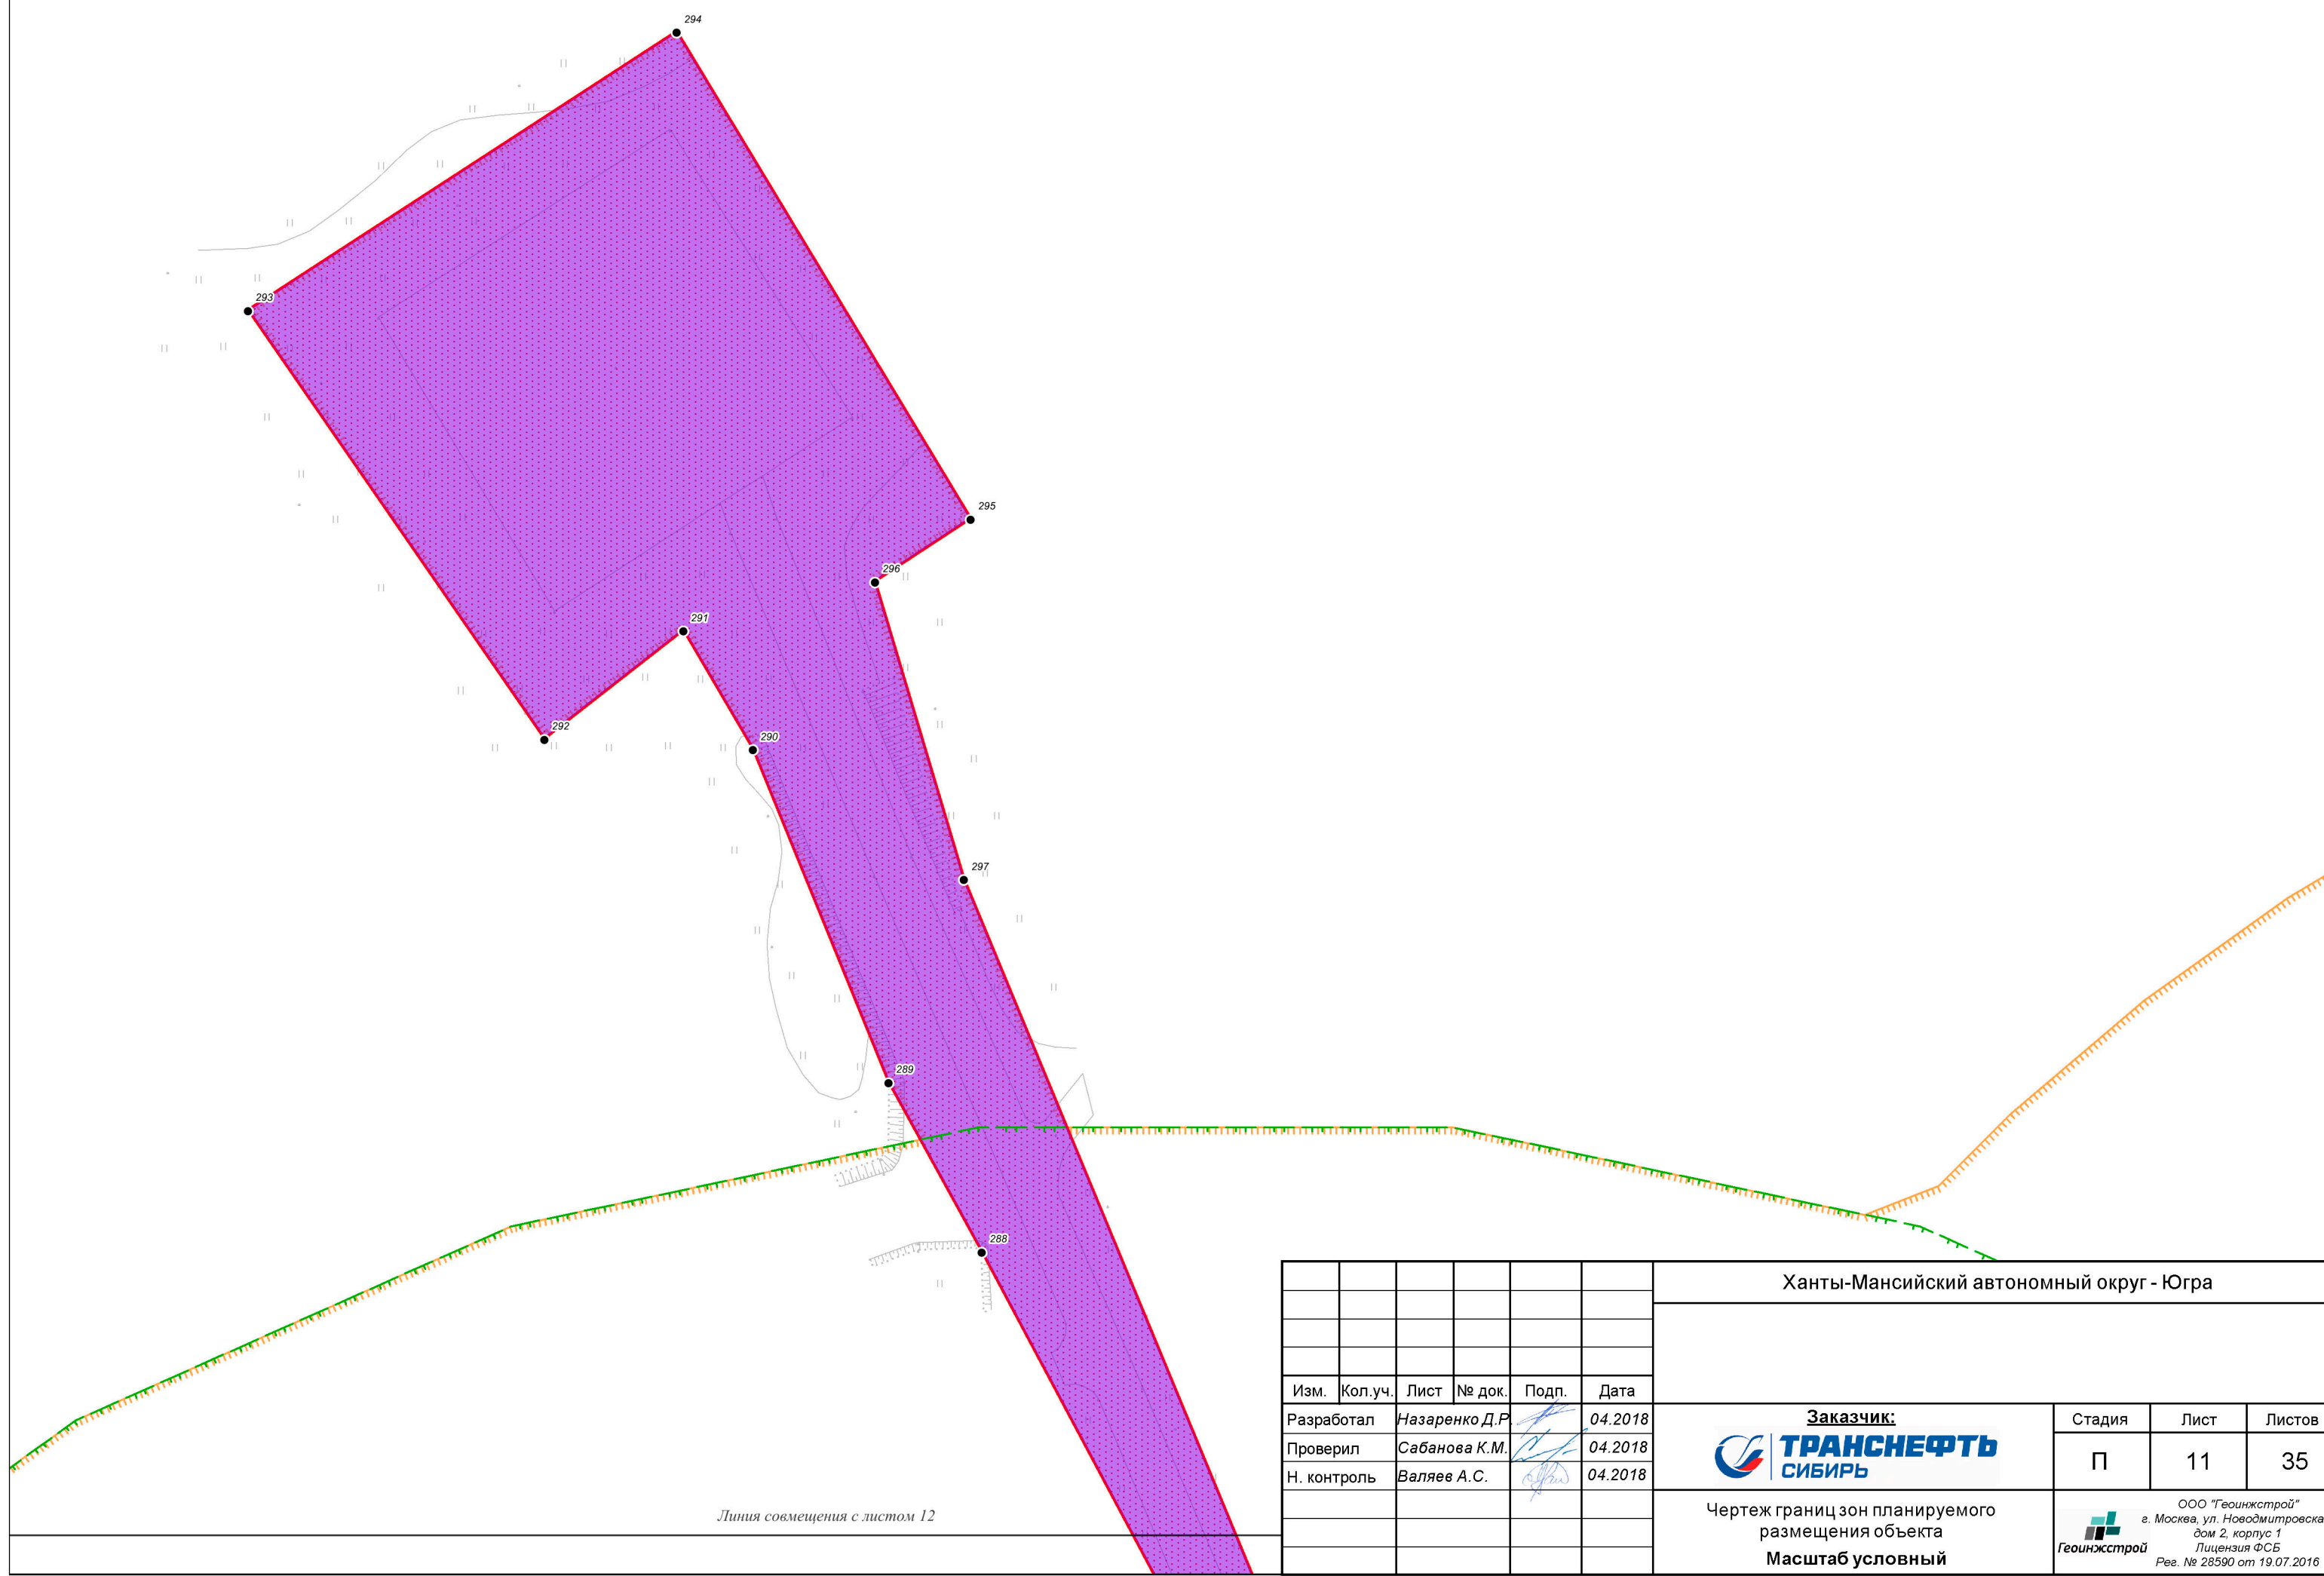 294
293
295
296
291
292
290
297
289
288
Линия совмещения с листом 12
Ханты-Мансийский автономный округ - Югра
Изм. Кол.уч. Лист № док. Подп. Дата
Разработал Назаренко Д.Р. 04.2018
Проверил Сабанова К.М. 04.2018
Н. контроль Валяев А.С. 04.2018
Заказчик:
ТРАНСНЕФТЬ
СИБИРЬ
Стадия Лист Листов
П 11 35
Чертеж границ зон планируемого
размещения объекта
Масштаб условный
Геоинжстрой
ООО "Геоинжстрой"
г. Москва, ул. Новодмитровска
дом 2, корпус 1
Лицензия ФСБ
Рег. № 28590 от 19.07.2016